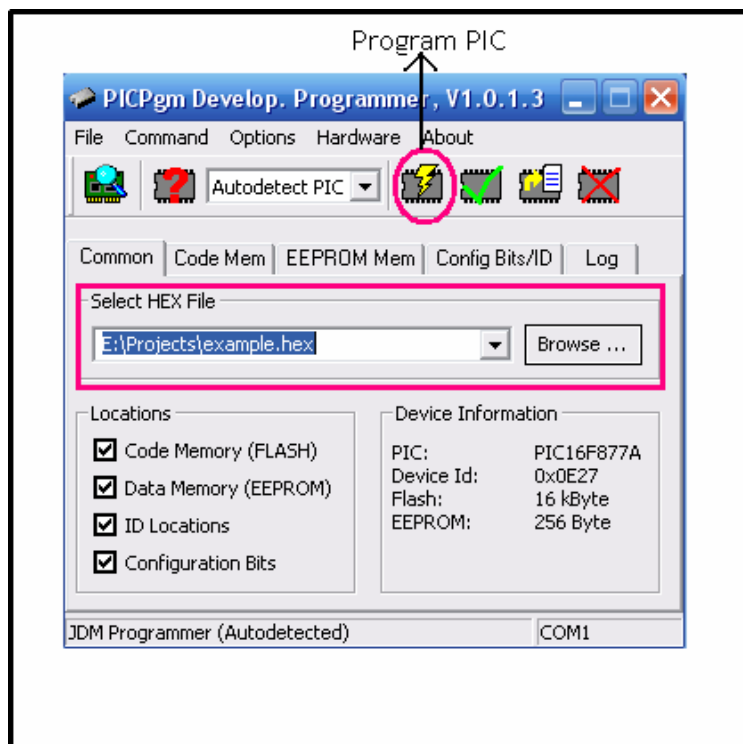 Program PIC
PICPgm Develop. Programmer, V1.0.1.3
File Command Options Hardware About
Autodetect PIC
Common Code Mem EEPROM Mem Config Bits/ID Log
Select HEX File
E:\Projects\example.hex Browse ...
Locations
Code Memory (FLASH)
Data Memory (EEPROM)
ID Locations
Configuration Bits
Device Information
PIC: PIC16F877A
Device Id: 0x0E27
Flash: 16 kByte
EEPROM: 256 Byte
JDM Programmer (Autodetected) COM1